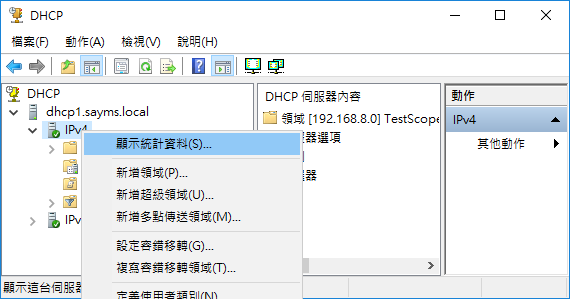 DHCP
檔案(F) 動作(A) 檢視(V) 說明(H)
DHCP
dhcp1.sayms.local
IPv4
DHCP 伺服器內容
領域 [192.168.8.0] TestScope
器選項
器
動作
IPv4
其他動作
顯示統計資料(S)...
新增領域(P)...
新增超級領域(U)...
新增多點傳送領域(M)...
設定容錯移轉(G)...
複寫容錯移轉領域(T)...
定義使用者類別(N)
IPv
顯示這台伺服器